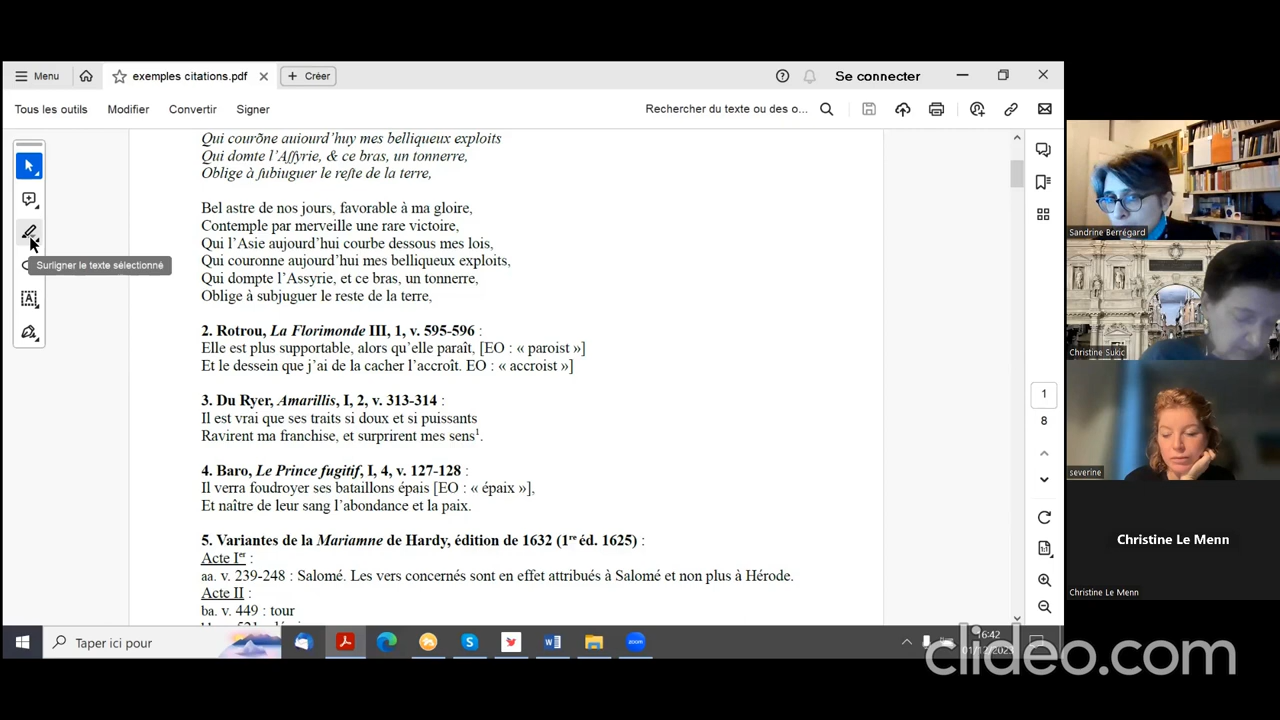 Menu
exemples citations.pdf
Créer
Se connecter
Tous les outils
Modifier
Convertir
Signer
Rechercher du texte ou des o...
Qui courõne auiourd'huy mes belliqueux exploits
Qui domte l'Aſſyrie, & ce bras, un tonnerre,
Oblige à ſubiuguer le reſte de la terre,
Bel astre de nos jours, favorable à ma gloire,
Contemple par merveille une rare victoire,
Qui l'Asie aujourd'hui courbe dessous mes lois,
Qui couronne aujourd'hui mes belliqueux exploits,
Qui dompte l'Assyrie, et ce bras, un tonnerre,
Oblige à subjuguer le reste de la terre,
2. Rotrou, La Florimonde III, 1, v. 595-596 :
Elle est plus supportable, alors qu'elle paraît, [EO : « paroist »]
Et le dessein que j'ai de la cacher l'accroît. EO : « accroist »]
3. Du Ryer, Amarillis, I, 2, v. 313-314 :
Il est vrai que ses traits si doux et si puissants
Ravirent ma franchise, et surprirent mes sens¹.
4. Baro, Le Prince fugitif, I, 4, v. 127-128 :
Il verra foudroyer ses bataillons épais [EO : « épaix »],
Et naître de leur sang l'abondance et la paix.
5. Variantes de la Mariamne de Hardy, édition de 1632 (1re éd. 1625) :
Acte Ier :
aa. v. 239-248 : Salomé. Les vers concernés sont en effet attribués à Salomé et non plus à Hérode.
Acte II :
ba. v. 449 : tour
Surligner le texte sélectionné
1
8
Taper ici pour
zoom
16:42
01/12/2023
Sandrine Berrégard
Christine Sukic
severine
Christine Le Menn
Christine Le Menn
clideo.com